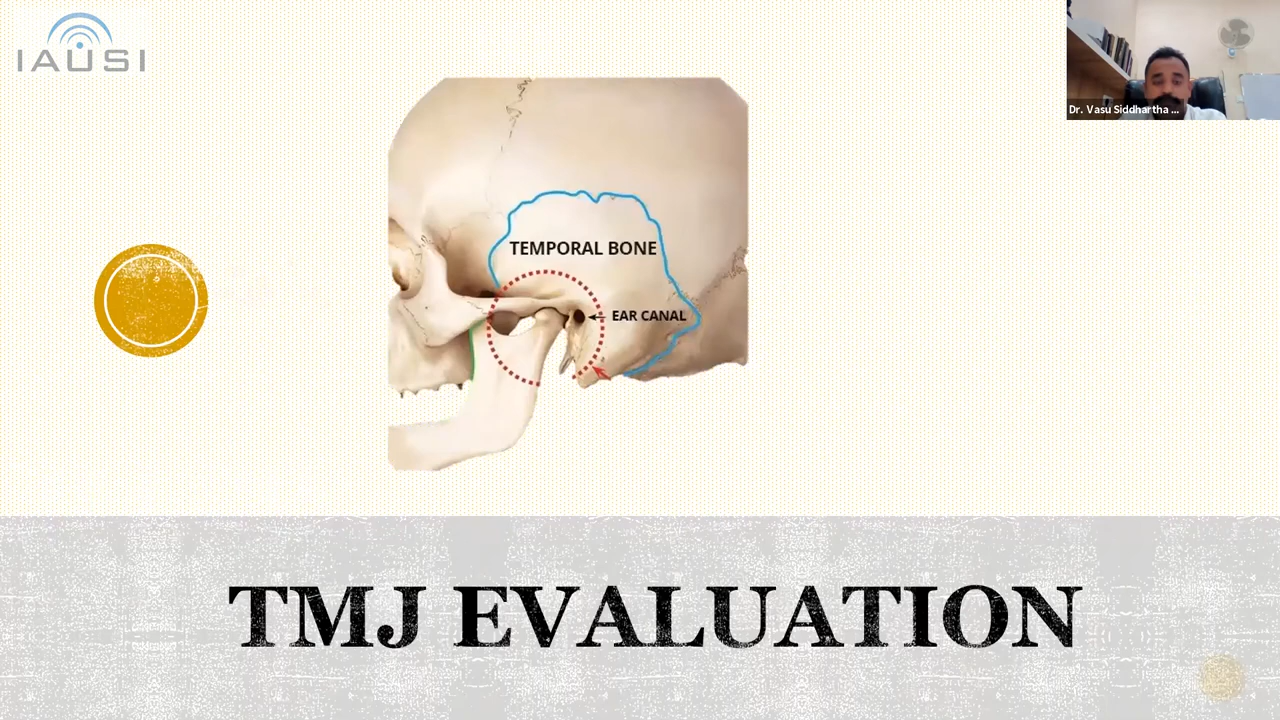 IAUSI
Dr. Vasu Siddhartha ...
TEMPORAL BONE
EAR CANAL
TMJ EVALUATION